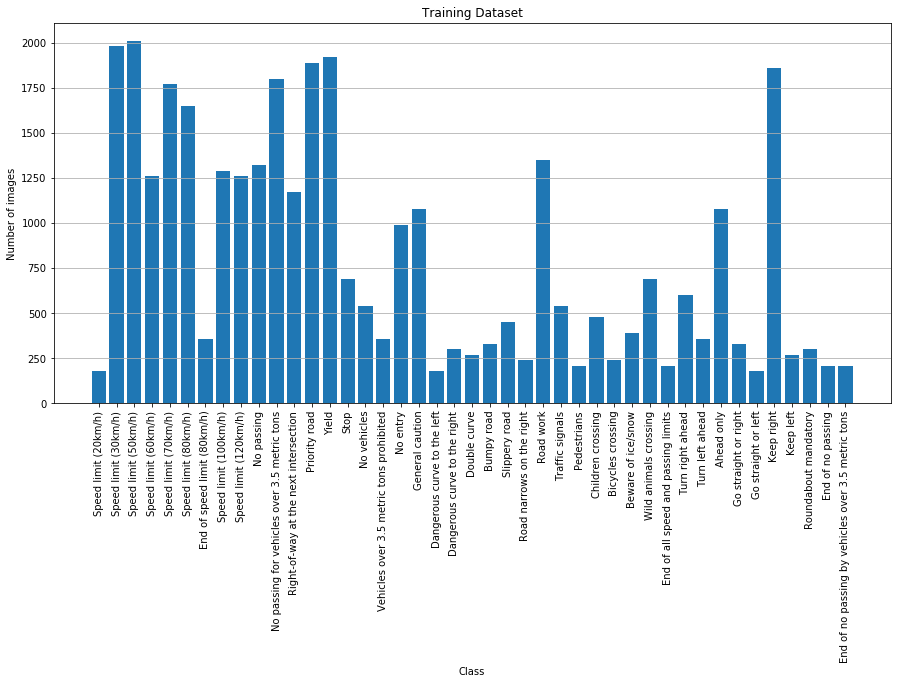 Training Dataset
Number of images
2000
1750
1500
1250
1000
750
500
250
0
Speed limit (20km/h)
Speed limit (30km/h)
Speed limit (50km/h)
Speed limit (60km/h)
Speed limit (70km/h)
Speed limit (800km/h)
End of speed limit (800km/h)
Speed limit (100km/h)
Speed limit (120km/h)
No passing
No passing for vehicles over 3.5 metric tons
Right-of-way at the next intersection
Priority road
Yield
Stop
No vehicles
Vehicles over 3.5 metric tons prohibited
No entry
General caution
Dangerous curve to the left
Dangerous curve to the right
Double curve
Bumpy road
Slippery road
Road narrows on the right
Road work
Traffic signals
Pedestrians
Children crossing
Bicycles crossing
Beware of ice/snow
Wild animals crossing
End of all speed and passing limits
Turn right ahead
Turn left ahead
Ahead only
Go straight or right
Go straight or left
Keep right
Keep left
Roundabout mandatory
End of no passing
End of no passing by vehicles over 3.5 metric tons
Class